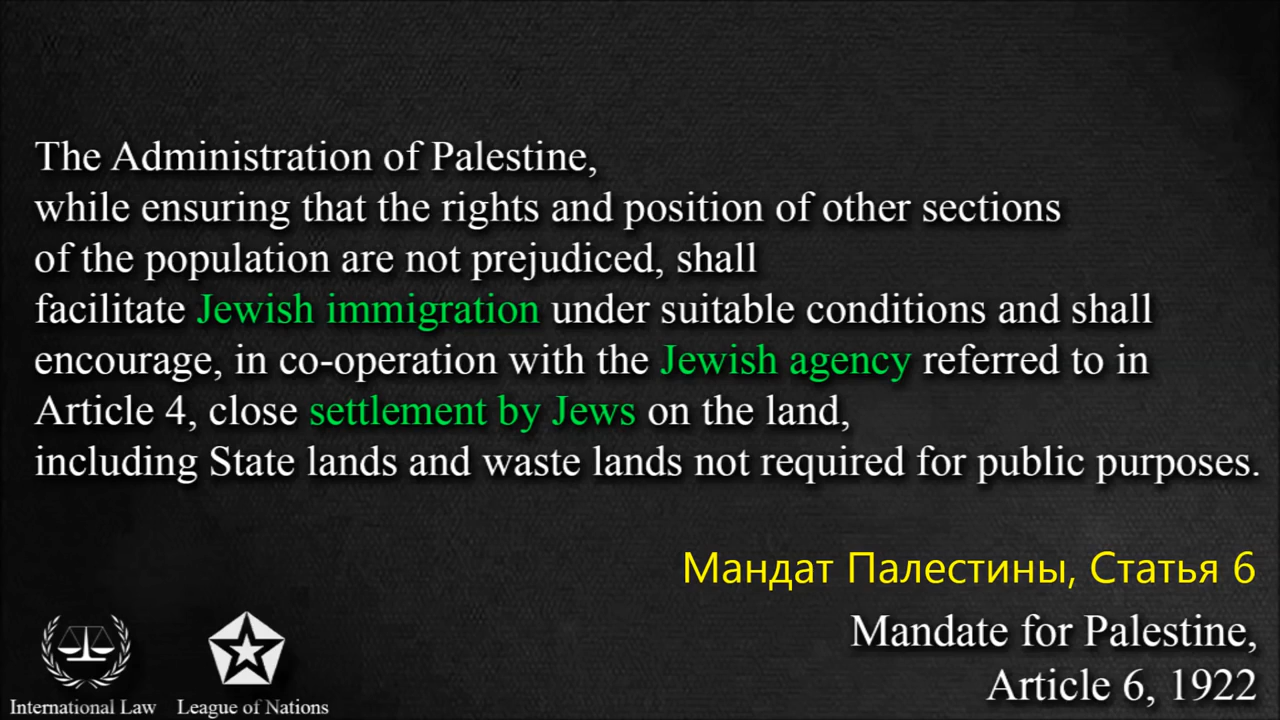 The Administration of Palestine,
while ensuring that the rights and position of other sections
of the population are not prejudiced, shall
facilitate Jewish immigration under suitable conditions and shall
encourage, in co-operation with the Jewish agency referred to in
Article 4, close settlement by Jews on the land,
including State lands and waste lands not required for public purposes.
Мандат Палестины, Статья 6
Mandate for Palestine,
Article 6, 1922
International Law
League of Nations